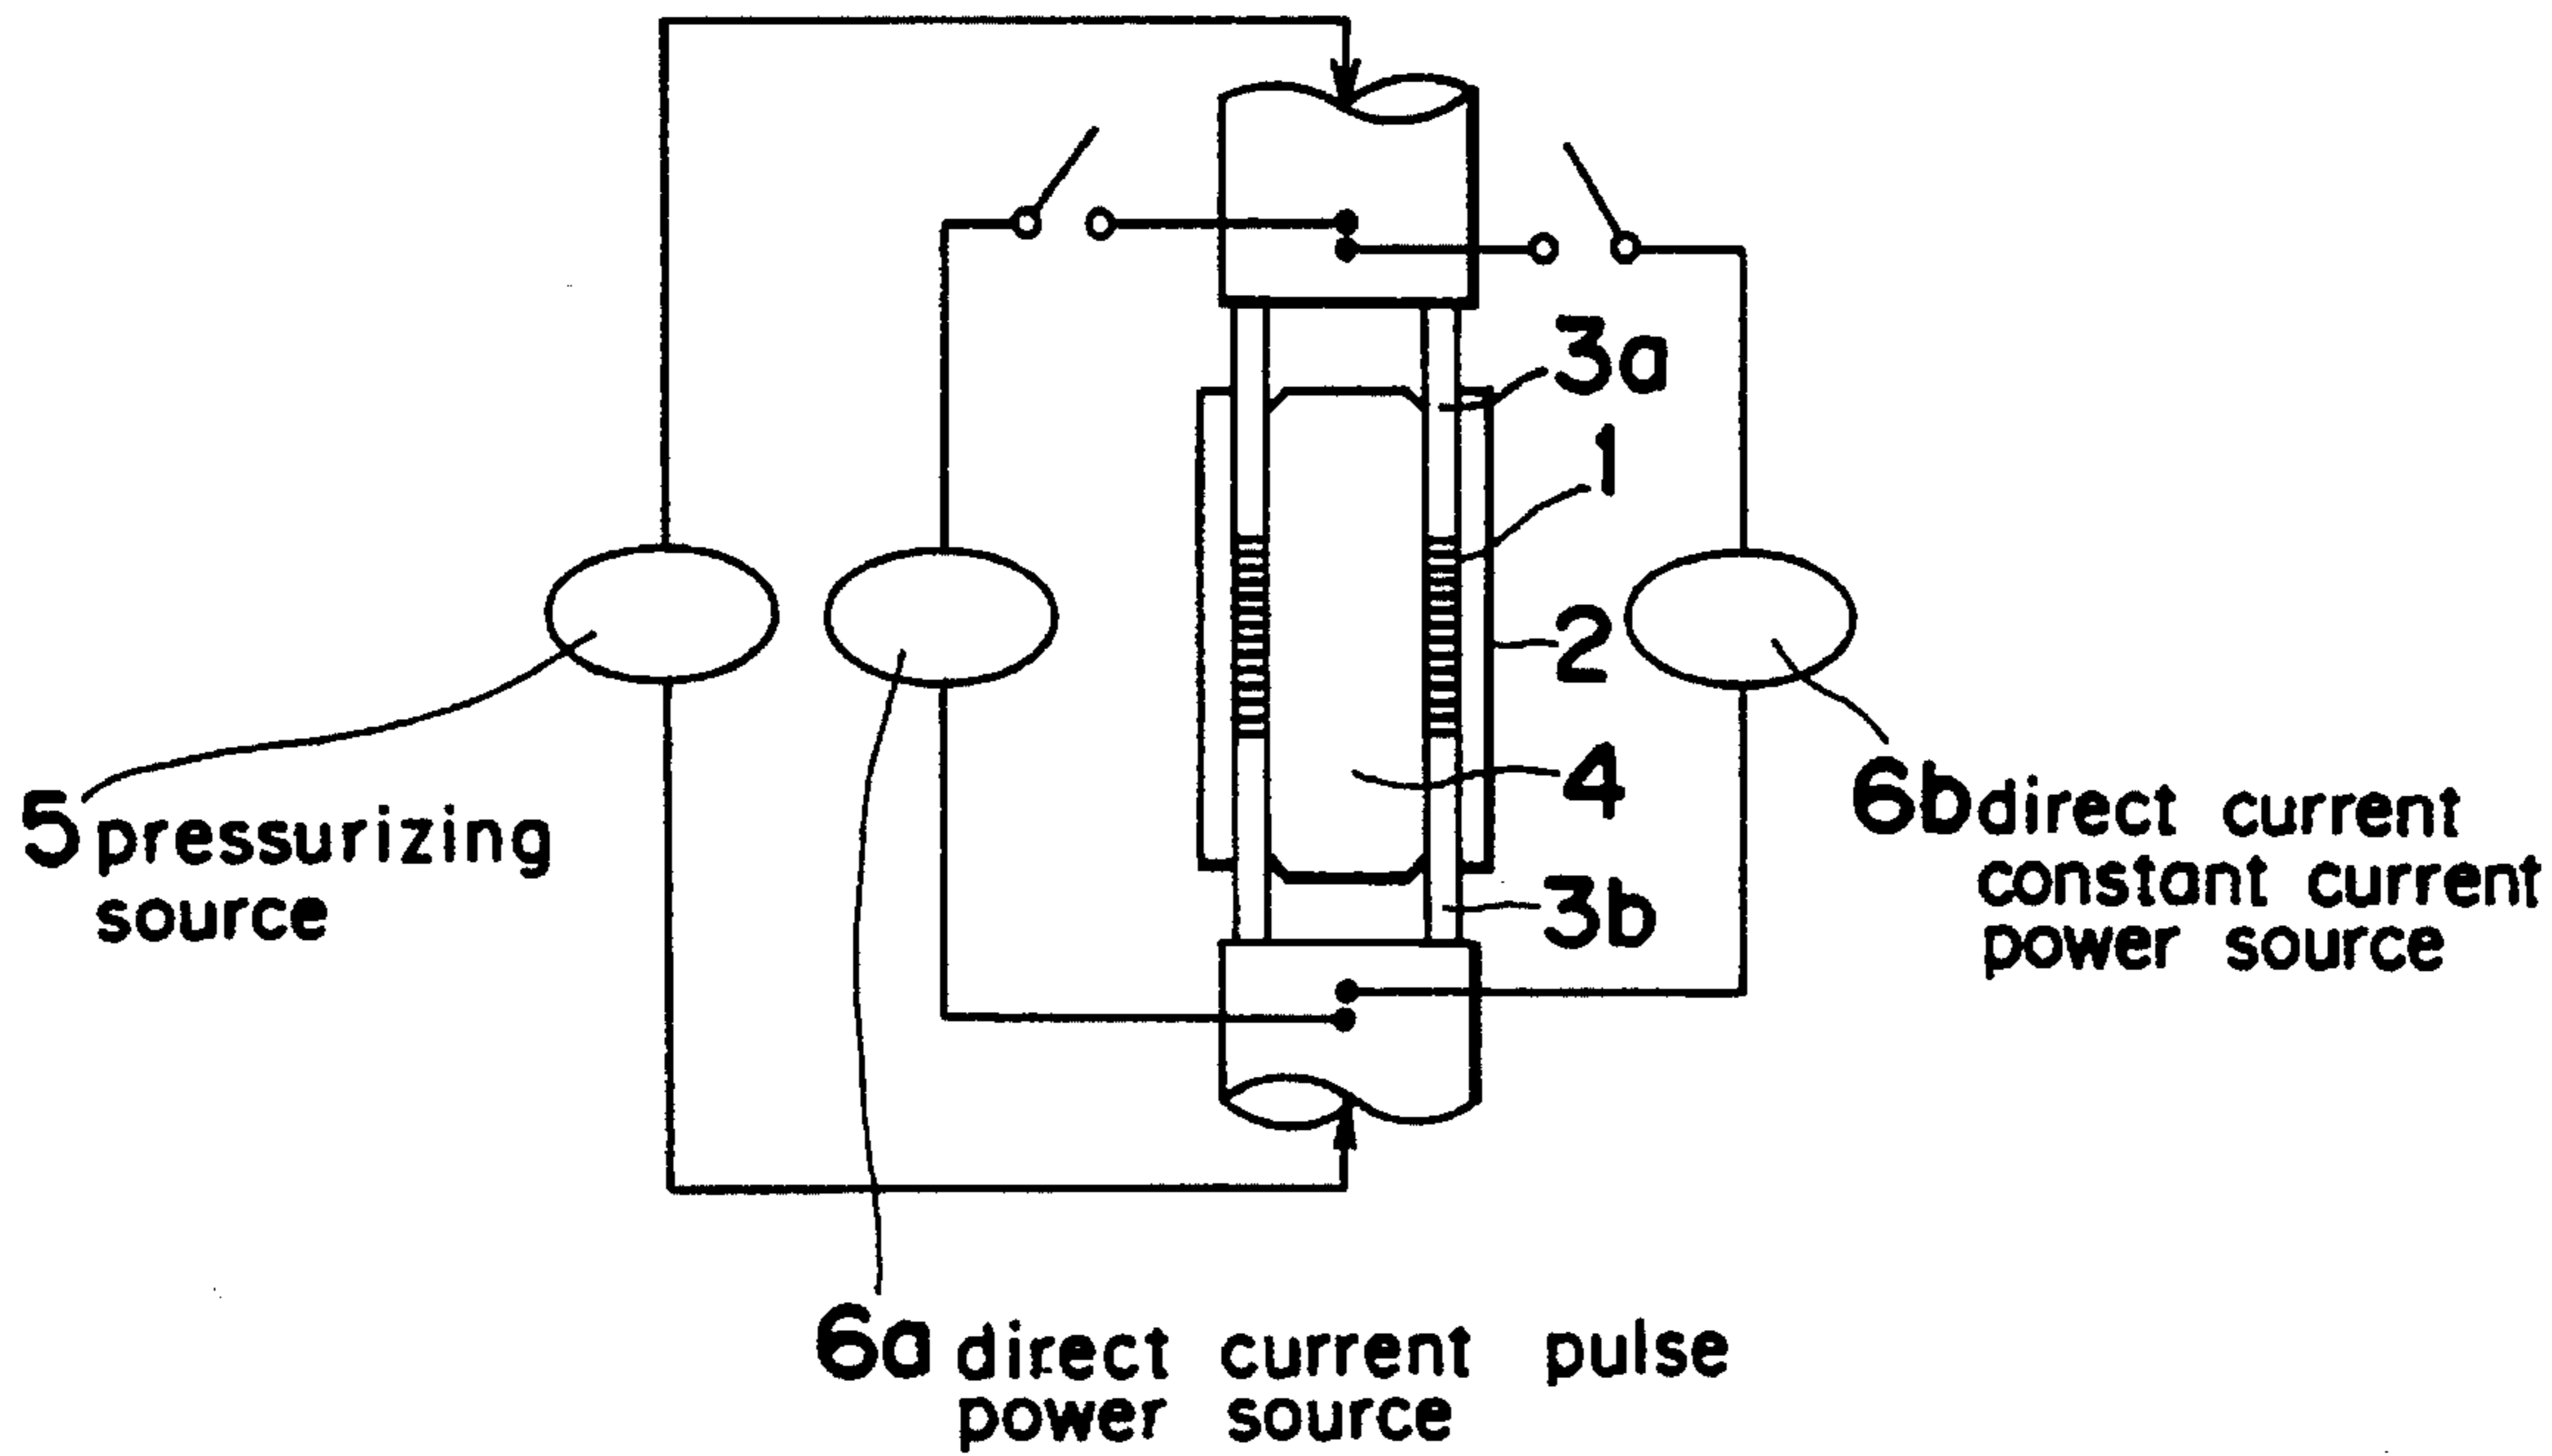 3a
1
2
4
3b
5 pressurizing
source
6b direct current
constant current
power source
6a direct current pulse
power source